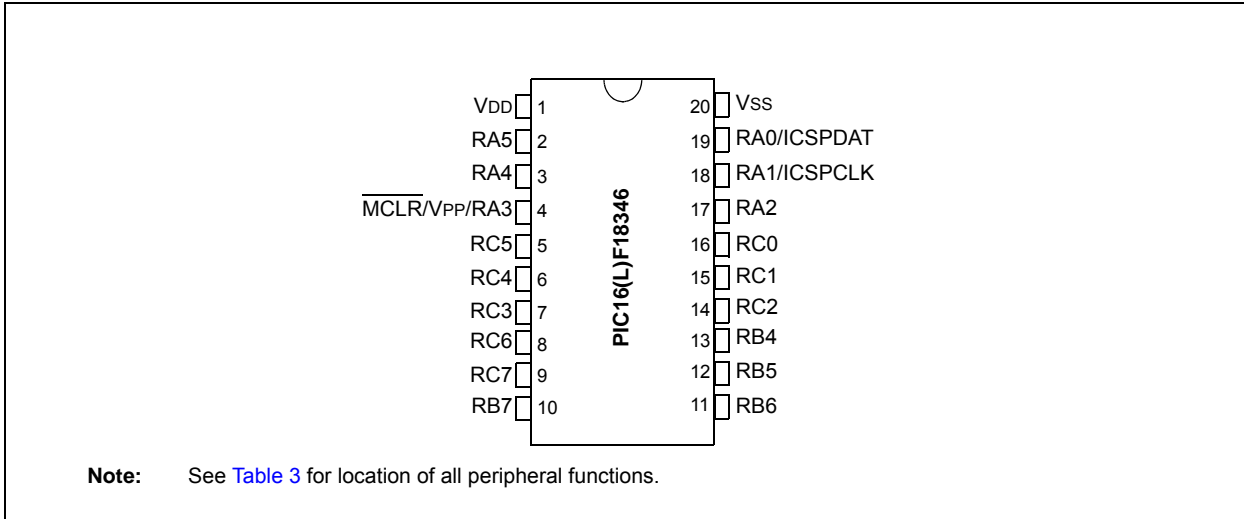 VDD 1 20 VSS
RA5 2 19 RA0/ICSPDAT
RA4 3 18 RA1/ICSPCLK
MCLR/VPP/RA3 4 17 RA2
RC5 5 16 RC0
RC4 6 15 RC1
RC3 7 14 RC2
RC6 8 13 RB4
RC7 9 12 RB5
RB7 10 11 RB6
PIC16(L)F18346
Note: See Table 3 for location of all peripheral functions.